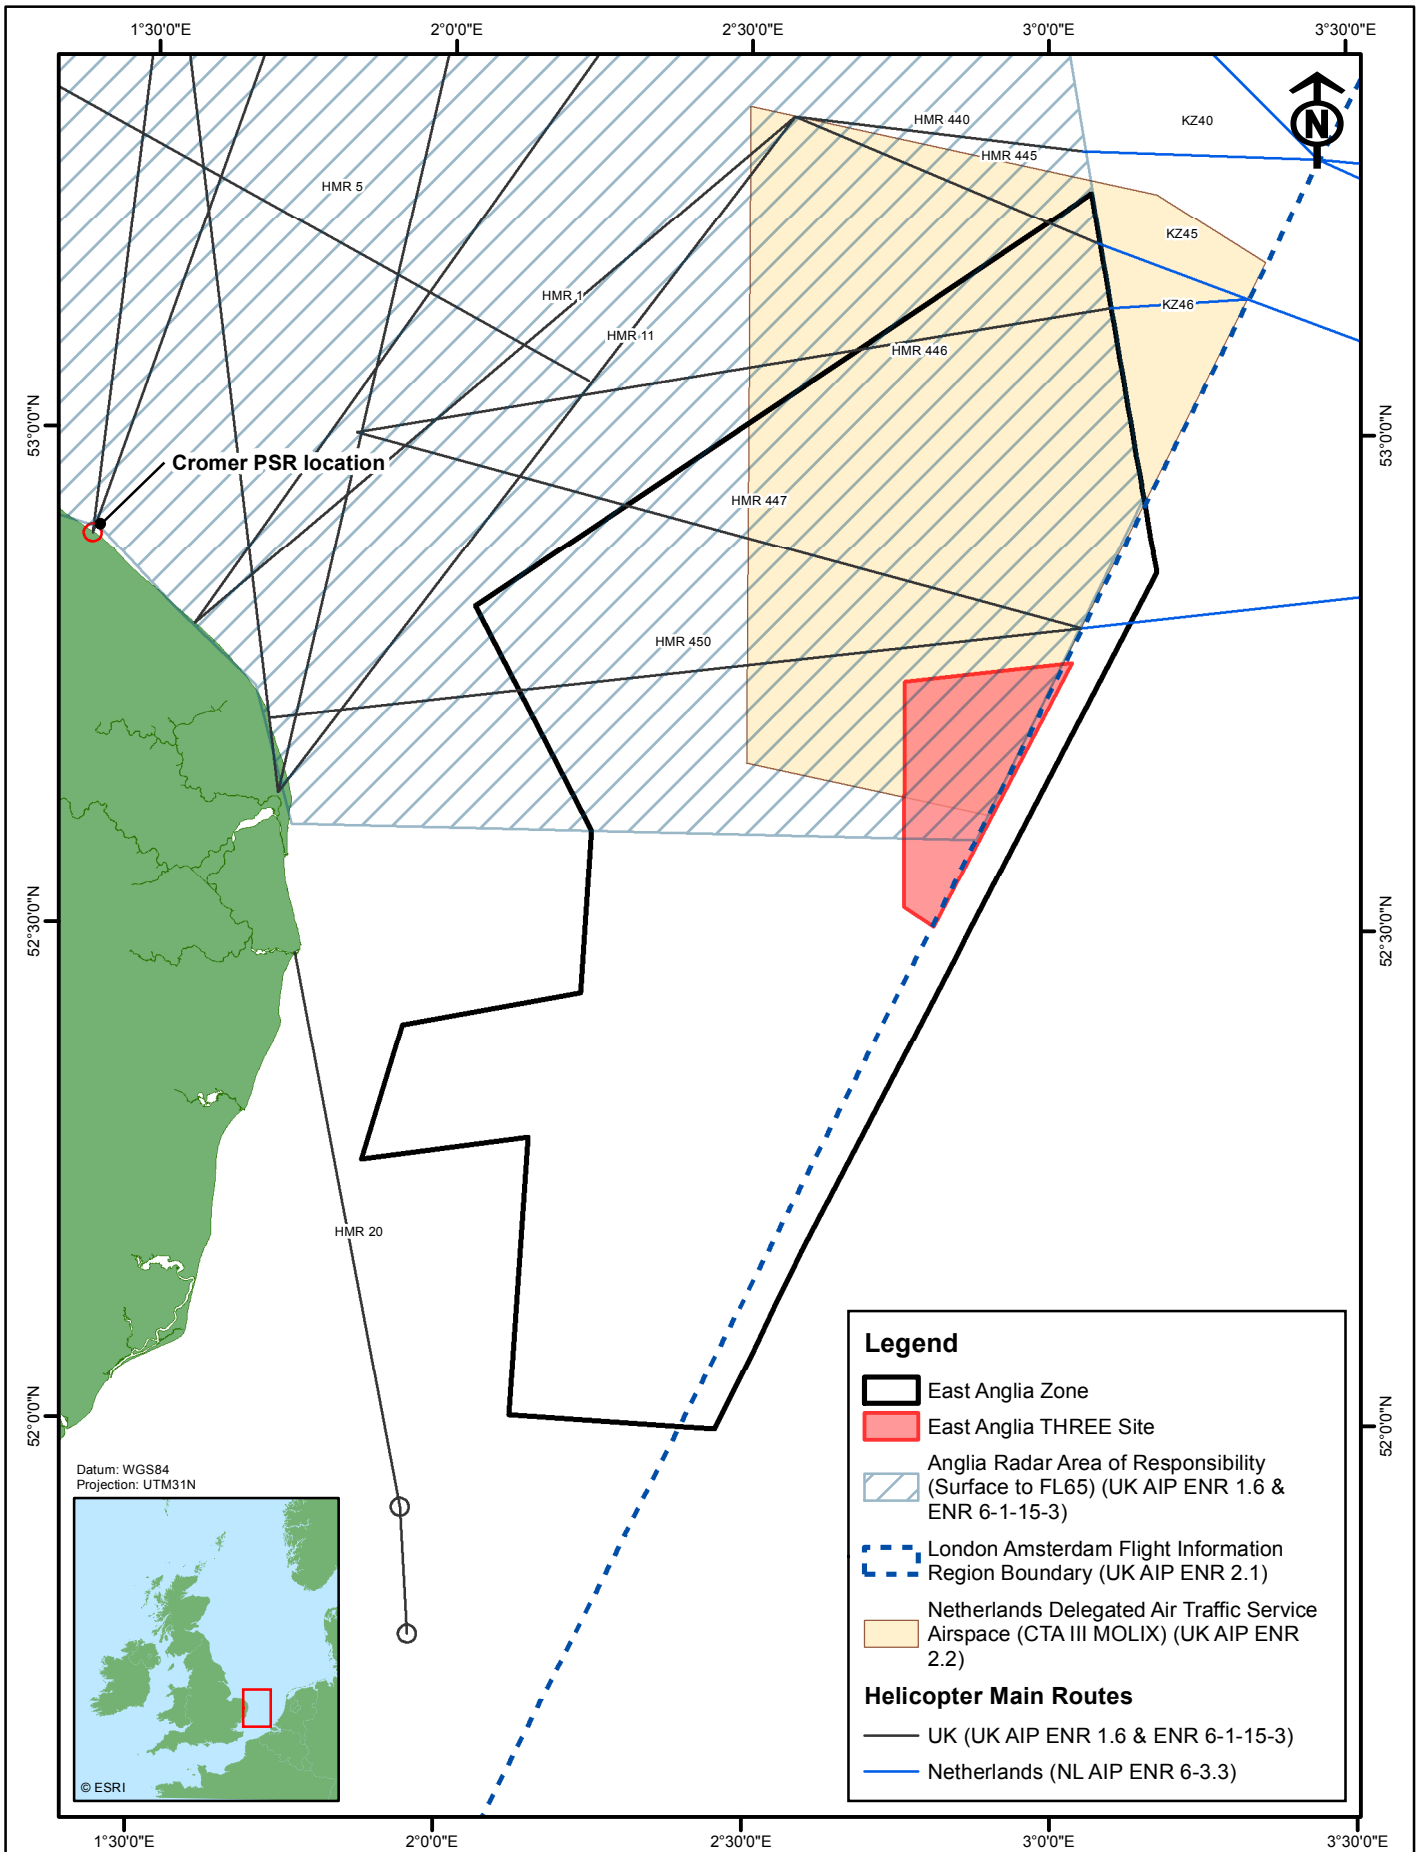 1°30'0"E
2°0'0"E
2°30'0"E
3°0'0"E
3°30'0"E
N
HMR 440
KZ40
HMR 445
HMR 5
KZ45
HMR 1
KZ46
HMR 11
HMR 446
53°0'0"N
53°0'0"N
Cromer PSR location
HMR 447
HMR 450
52°30'0"N
52°30'0"N
HMR 20
52°0'0"N
52°0'0"N
Legend
East Anglia Zone
East Anglia THREE Site
Anglia Radar Area of Responsibility
(Surface to FL65) (UK AIP ENR 1.6 &
ENR 6-1-15-3)
London Amsterdam Flight Information
Region Boundary (UK AIP ENR 2.1)
Netherlands Delegated Air Traffic Service
Airspace (CTA III MOLIX) (UK AIP ENR
2.2)
Helicopter Main Routes
UK (UK AIP ENR 1.6 & ENR 6-1-15-3)
Netherlands (NL AIP ENR 6-3.3)
Datum: WGS84
Projection: UTM31N
© ESRI
1°30'0"E
2°0'0"E
2°30'0"E
3°0'0"E
3°30'0"E